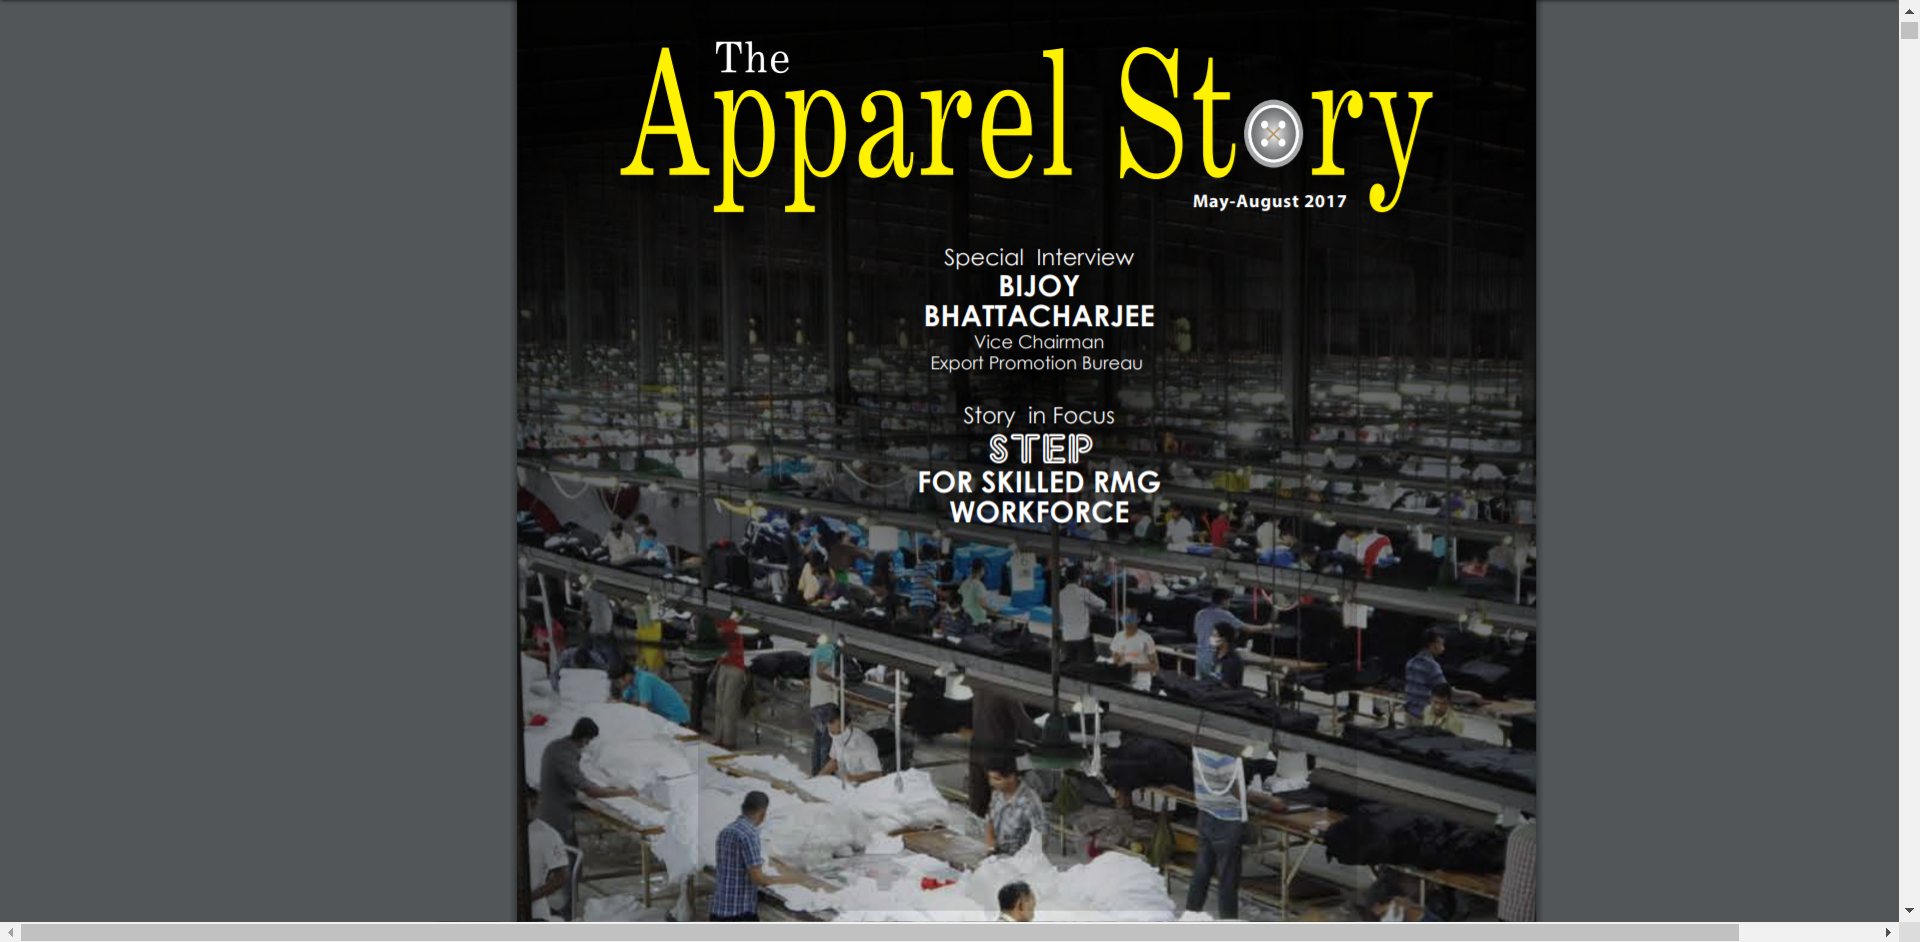 The
Apparel Story
May-August 2017
Special Interview
BIJOY
BHATTACHARJEE
Vice Chairman
Export Promotion Bureau
Story in Focus
STEP
FOR SKILLED RMG
WORKFORCE